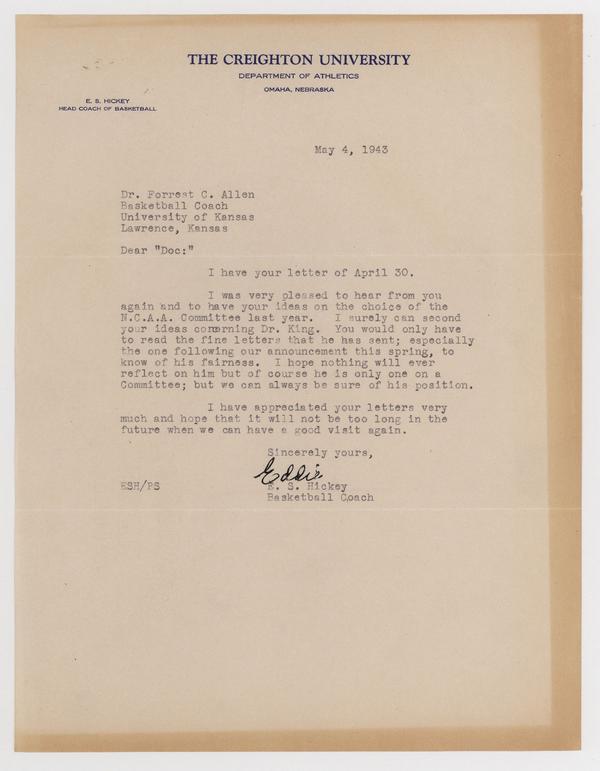 THE CREIGHTON UNIVERSITY
DEPARTMENT OF ATHLETICS
OMAHA, NEBRASKA
E. S. HICKEY
HEAD COACH OF BASKETBALL
May 4, 1943
Dr. Forrest C. Allen
Basketball Coach
University of Kansas
Lawrence, Kansas
Dear "Doc:"
I have your letter of April 30.
I was very pleased to hear from you
again and to have your ideas on the choice of the
N.C.A.A. Committee last year. I surely can second
your ideas concerning Dr. King. You would only have
to read the fine letters that he has sent; especially
the one following our announcement this spring, to
know of his fairness. I hope nothing will ever
reflect on him but of course he is only one on a
Committee; but we can always be sure of his position.
I have appreciated your letters very
much and hope that it will not be too long in the
future when we can have a good visit again.
Sincerely yours,
Eddie
ESH/PS
E. S. Hickey
Basketball Coach